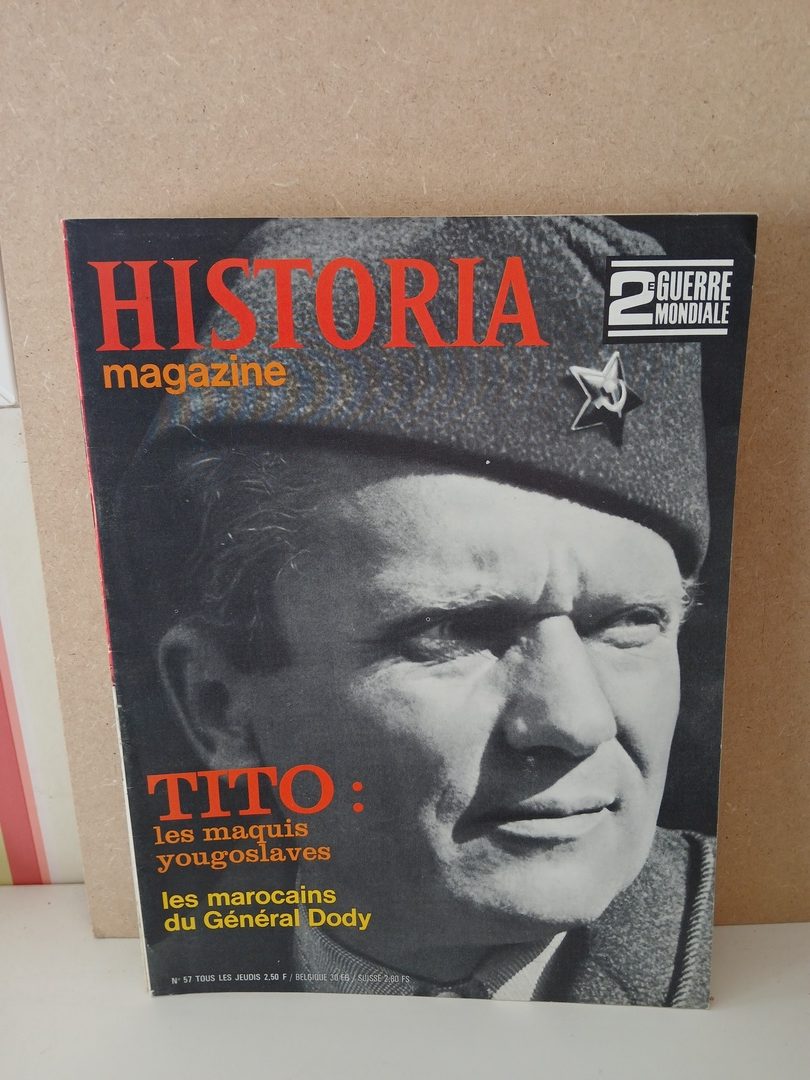 HISTORIA
magazine
2E GUERRE
MONDIALE
TITO :
les maquis
yougoslaves
les marocains
du Général Dody
N° 57 TOUS LES JEUDIS 2,50 F / BELGIQUE 30 FB / SUISSE 2,80 FS